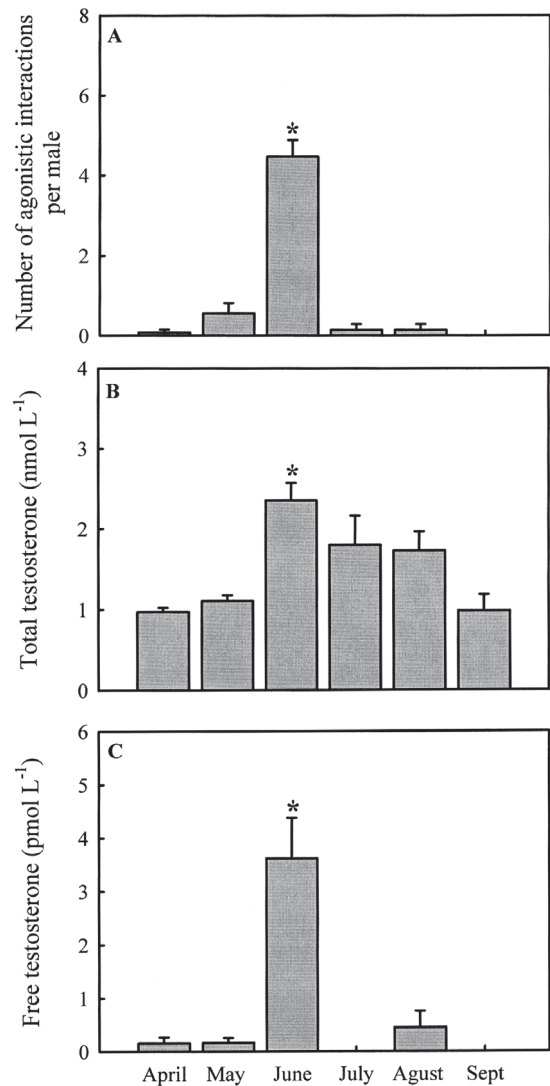 A
Number of agonistic interactions
per male
8
6
4
2
0
*
B
Total testosterone (nmol L-1)
4
3
2
1
0
*
C
Free testosterone (pmol L-1)
6
5
4
3
2
1
0
*
April May June July Agust Sept